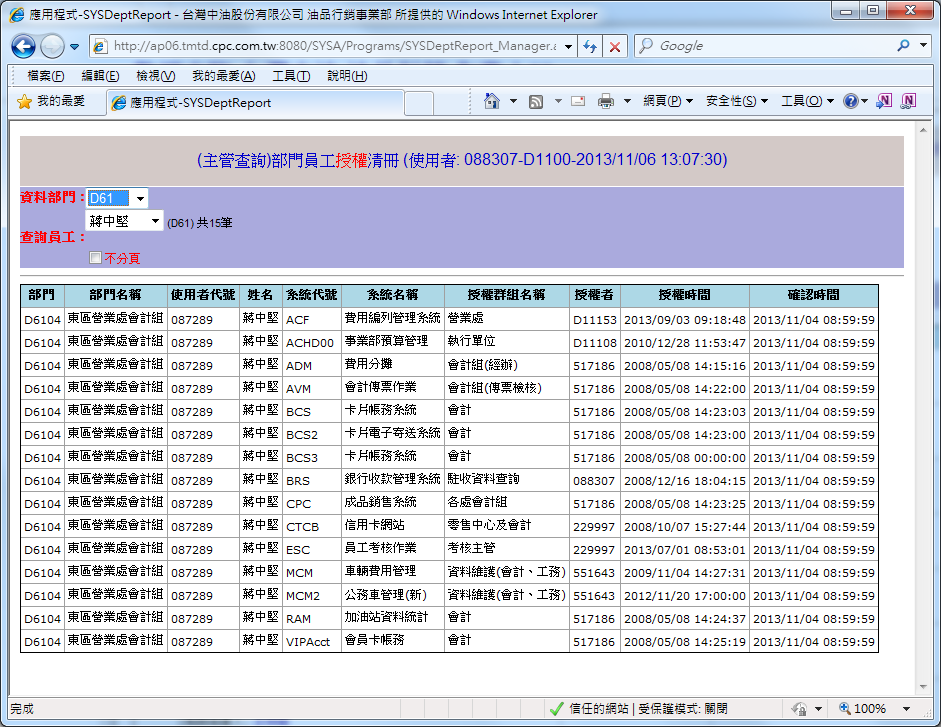 應用程式-SYSDeptReport - 台灣中油股份有限公司 油品行銷事業部 所提供的 Windows Internet Explorer
http://ap06.tmtd.cpc.com.tw:8080/SYSA/Programs/SYSDeptReport_Manager.a
Google
檔案(F) 編輯(E) 檢視(V) 我的最愛(A) 工具(T) 說明(H)
我的最愛 應用程式-SYSDeptReport 網頁(P) 安全性(S) 工具(O)
(主管查詢)部門員工授權清冊 (使用者: 088307-D1100-2013/11/06 13:07:30)
資料部門： D61
查詢員工： 蔣中堅 (D61) 共15筆
不分頁
部門 部門名稱 使用者代號 姓名 系統代號 系統名稱 授權群組名稱 授權者 授權時間 確認時間
D6104 東區營業處會計組 087289 蔣中堅 ACF 費用編列管理系統 營業處 D11153 2013/09/03 09:18:48 2013/11/04 08:59:59
D6104 東區營業處會計組 087289 蔣中堅 ACHD00 事業部預算管理 執行單位 D11108 2010/12/28 11:53:47 2013/11/04 08:59:59
D6104 東區營業處會計組 087289 蔣中堅 ADM 費用分攤 會計組(經辦) 517186 2008/05/08 14:15:16 2013/11/04 08:59:59
D6104 東區營業處會計組 087289 蔣中堅 AVM 會計傳票作業 會計組(傳票檢核) 517186 2008/05/08 14:22:00 2013/11/04 08:59:59
D6104 東區營業處會計組 087289 蔣中堅 BCS 卡片帳務系統 會計 517186 2008/05/08 14:23:03 2013/11/04 08:59:59
D6104 東區營業處會計組 087289 蔣中堅 BCS2 卡片電子寄送系統 會計 517186 2008/05/08 14:23:00 2013/11/04 08:59:59
D6104 東區營業處會計組 087289 蔣中堅 BCS3 卡片帳務系統 會計 517186 2008/05/08 00:00:00 2013/11/04 08:59:59
D6104 東區營業處會計組 087289 蔣中堅 BRS 銀行收款管理系統 駐收資料查詢 088307 2008/12/16 18:04:15 2013/11/04 08:59:59
D6104 東區營業處會計組 087289 蔣中堅 CPC 成品銷售系統 各處會計組 517186 2008/05/08 14:23:25 2013/11/04 08:59:59
D6104 東區營業處會計組 087289 蔣中堅 CTCB 信用卡網站 零售中心及會計 229997 2008/10/07 15:27:44 2013/11/04 08:59:59
D6104 東區營業處會計組 087289 蔣中堅 ESC 員工考核作業 考核主管 229997 2013/07/01 08:53:01 2013/11/04 08:59:59
D6104 東區營業處會計組 087289 蔣中堅 MCM 車輛費用管理 資料維護(會計、工務) 551643 2009/11/04 14:27:31 2013/11/04 08:59:59
D6104 東區營業處會計組 087289 蔣中堅 MCM2 公務車管理(新) 資料維護(會計、工務) 551643 2012/11/20 17:00:00 2013/11/04 08:59:59
D6104 東區營業處會計組 087289 蔣中堅 RAM 加油站資料統計 會計 517186 2008/05/08 14:24:37 2013/11/04 08:59:59
D6104 東區營業處會計組 087289 蔣中堅 VIPAcct 會員卡帳務 會計 517186 2008/05/08 14:25:19 2013/11/04 08:59:59
完成 信任的網站 | 受保護模式: 關閉 100%